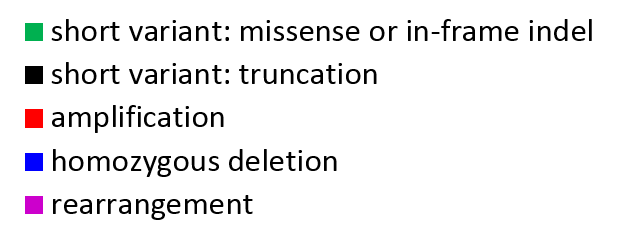 short variant: missense or in-frame indel
short variant: truncation
amplification
homozygous deletion
rearrangement